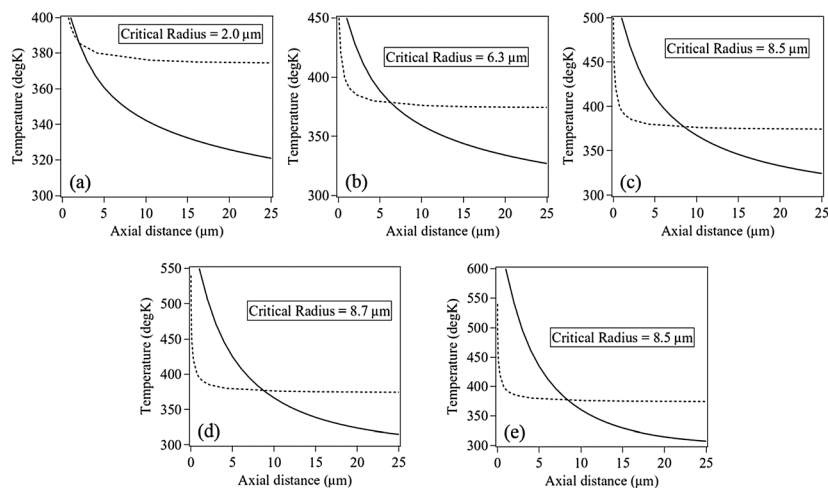 400
380
360
340
320
300
Temperature (degK)
Critical Radius = 2.0 µm
(a)
0 5 10 15 20 25
Axial distance (µm)
450
400
350
300
Temperature (degK)
Critical Radius = 6.3 µm
(b)
0 5 10 15 20 25
Axial distance (µm)
500
450
400
350
300
Temperature (degK)
Critical Radius = 8.5 µm
(c)
0 5 10 15 20 25
Axial distance (µm)
550
500
450
400
350
300
Temperature (degK)
Critical Radius = 8.7 µm
(d)
0 5 10 15 20 25
Axial distance (µm)
600
550
500
450
400
350
300
Temperature (degK)
Critical Radius = 8.5 µm
(e)
0 5 10 15 20 25
Axial distance (µm)